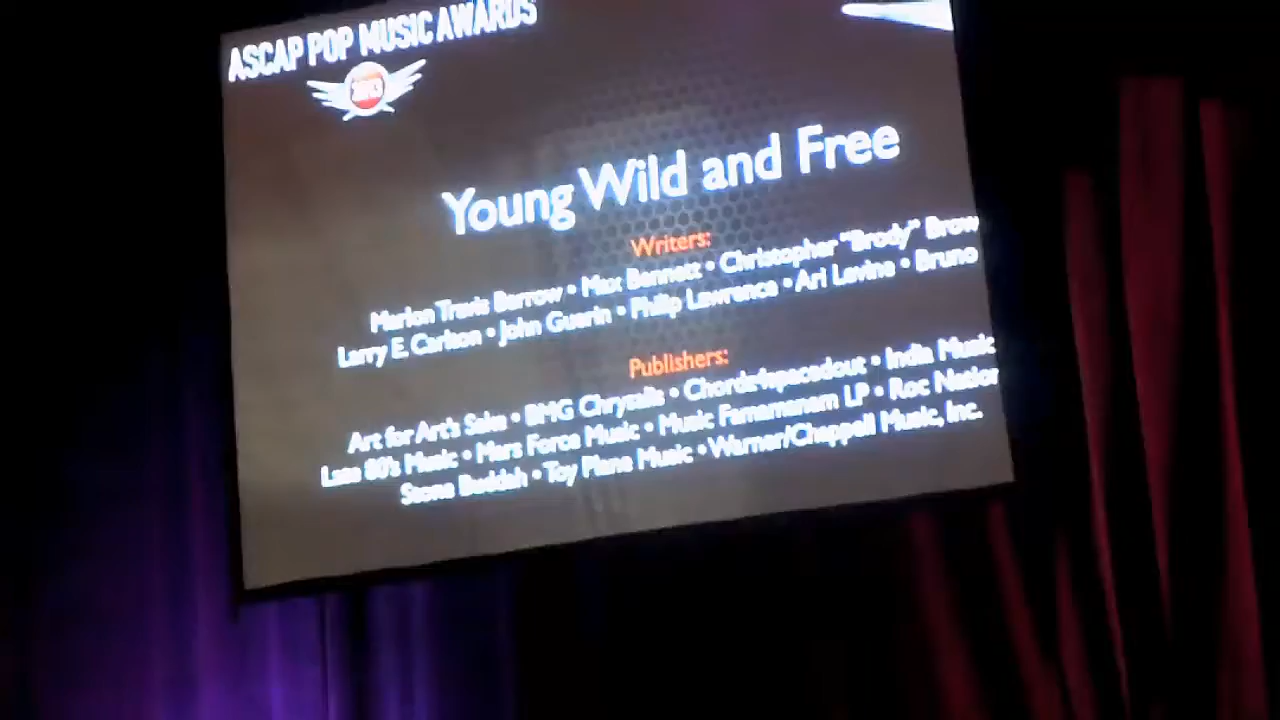 ASCAP POP MUSIC AWARDS
2013
Young Wild and Free
Writers:
Marlon Travis Barrow • Max Bennett • Christopher "Brody" Brow
Larry E. Carlton • John Guerin • Philip Lawrence • Ari Levine • Bruno
Publishers:
Art for Art's Sake • BMG Chrysalis • Chordz4spacedout • India Music
Late 80's Music • Mars Force Music • Music Famamanem LP • Roc Nation
Stone Buddah • Toy Plane Music • Warner/Chappell Music, Inc.